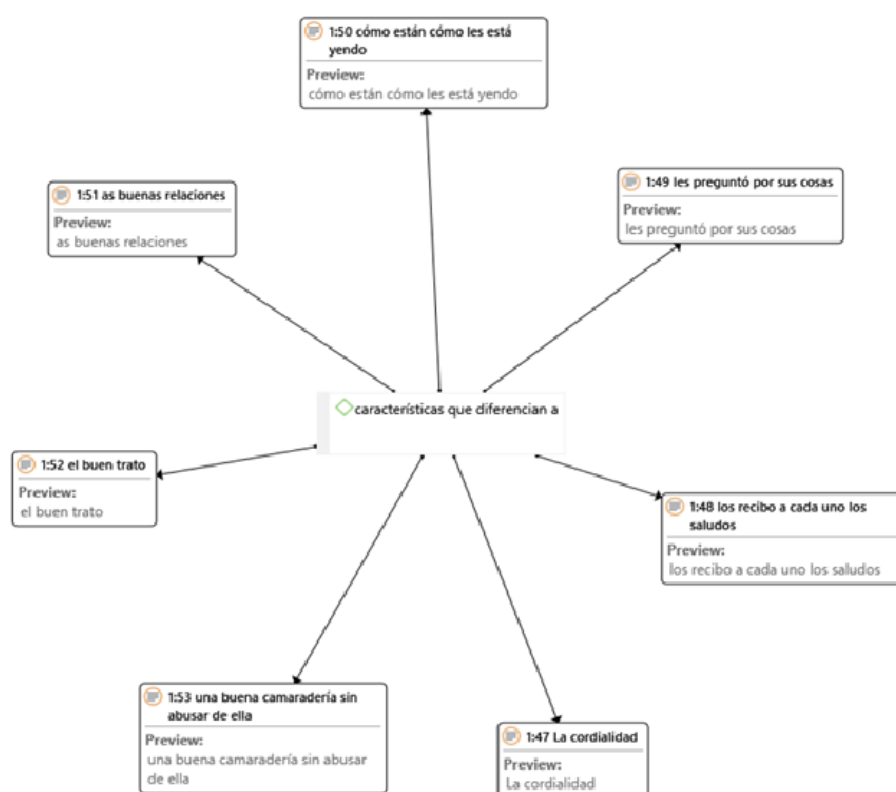 1:50 cómo están cómo les está
yendo
Preview:
cómo están cómo les está yendo
1:49 les preguntó por sus cosas
Preview:
les preguntó por sus cosas
1:51 as buenas relaciones
Preview:
as buenas relaciones
características que diferencian a
1:52 el buen trato
Preview:
el buen trato
1:48 los recibo a cada uno los
saludos
Preview:
los recibo a cada uno los saludos
1:53 una buena camaradería sin
abusar de ella
Preview:
una buena camaradería sin abusar
de ella
1:47 La cordialidad
Preview:
La cordialidad